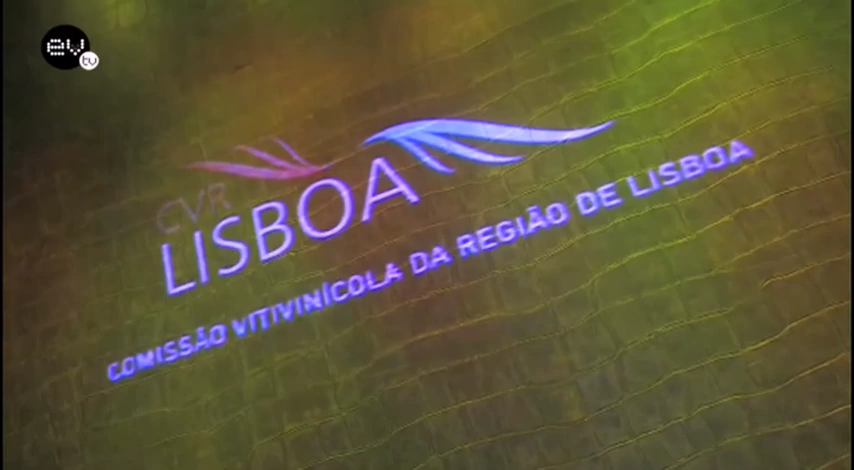 ev
tv
CVR
LISBOA
COMISSÃO VITIVINÍCOLA DA REGIÃO DE LISBOA